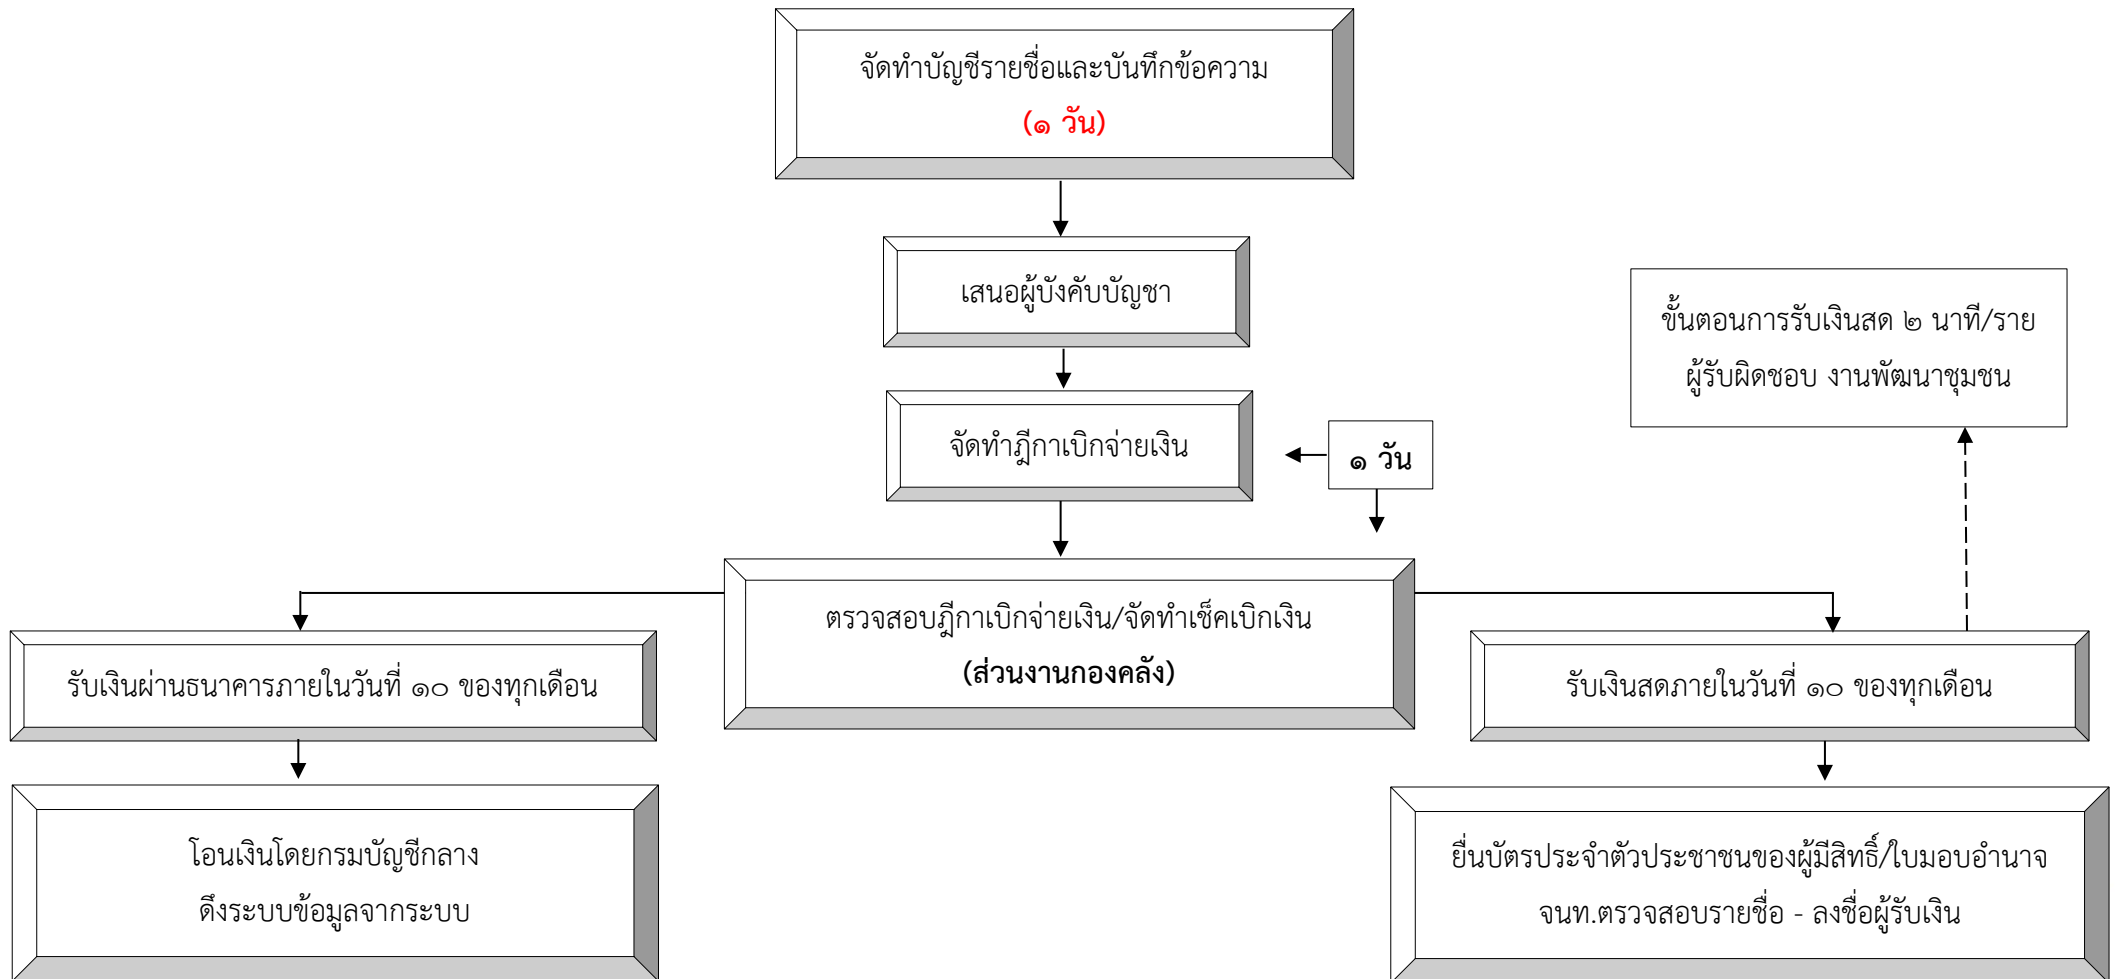 จัดทำบัญชีรายชื่อและบันทึกข้อความ
(๑ วัน)
เสนอผู้บังคับบัญชา
ขั้นตอนการรับเงินสด ๒ นาที/ราย
ผู้รับผิดชอบ งานพัฒนาชุมชน
จัดทำฎีกาเบิกจ่ายเงิน
๑ วัน
ตรวจสอบฎีกาเบิกจ่ายเงิน/จัดทำเช็คเบิกเงิน
(ส่วนงานกองคลัง)
รับเงินผ่านธนาคารภายในวันที่ ๑๐ ของทุกเดือน
รับเงินสดภายในวันที่ ๑๐ ของทุกเดือน
โอนเงินโดยกรมบัญชีกลาง
ดึงระบบข้อมูลจากระบบ
ยื่นบัตรประจำตัวประชาชนของผู้มีสิทธิ์/ใบมอบอำนาจ
จนท.ตรวจสอบรายชื่อ - ลงชื่อผู้รับเงิน